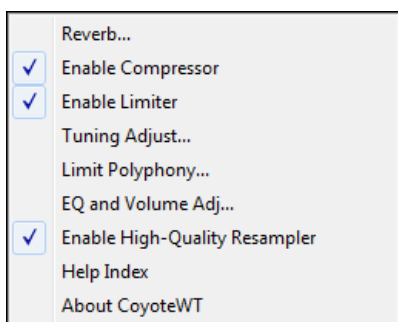 Reverb...
Enable Compressor
Enable Limiter
Tuning Adjust...
Limit Polyphony...
EQ and Volume Adj...
Enable High-Quality Resampler
Help Index
About CoyoteWT